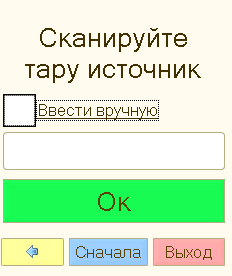 Сканируйте
тару источник
Ввести вручную
Ок
Сначала
Выход